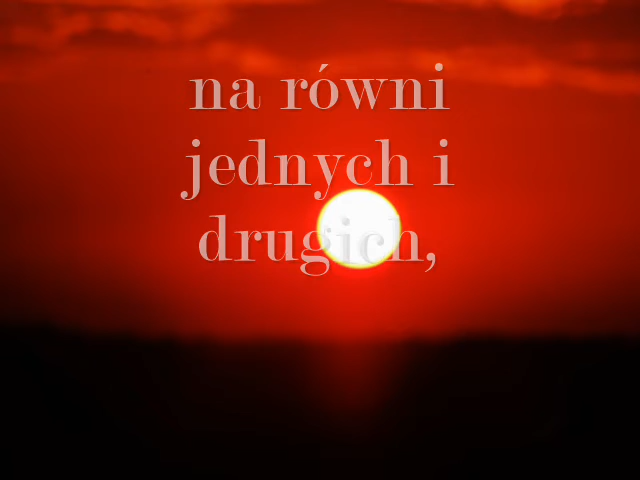 na równi
jednych i
drugich,